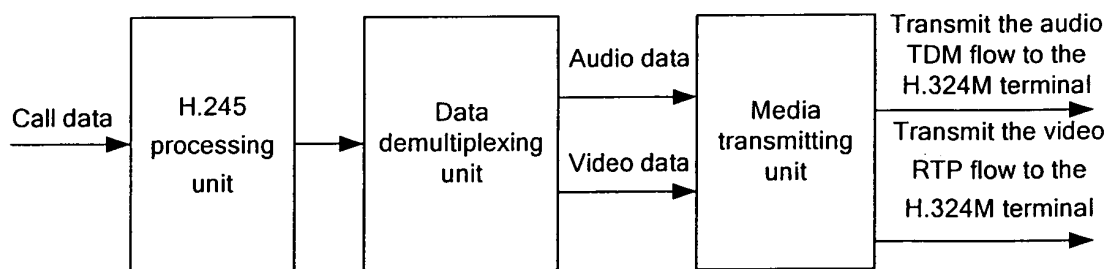 Call data
H.245
processing
unit
Data
demultiplexing
unit
Audio data
Video data
Media
transmitting
unit
Transmit the audio
TDM flow to the
H.324M terminal
Transmit the video
RTP flow to the
H.324M terminal